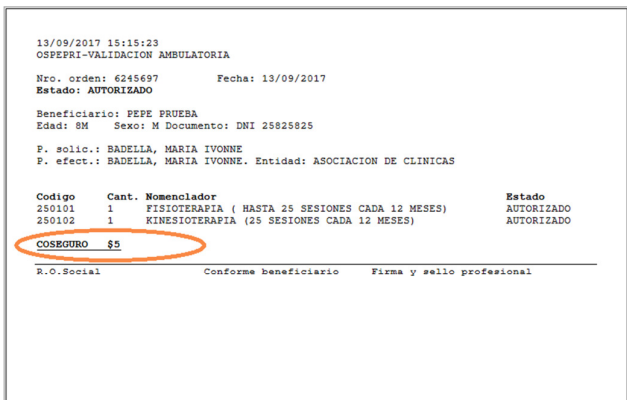 13/09/2017 15:15:23
OSPEPRI-VALIDACION AMBULATORIA
Nro. orden: 6245697 Fecha: 13/09/2017
Estado: AUTORIZADO
Beneficiario: PEPE PRUEBA
Edad: 8M Sexo: M Documento: DNI 25825825
P. solic.: BADELLA, MARIA IVONNE
P. efect.: BADELLA, MARIA IVONNE. Entidad: ASOCIACION DE CLINICAS
Codigo Cant. Nomenclador Estado
250101 1 FISIOTERAPIA ( HASTA 25 SESIONES CADA 12 MESES) AUTORIZADO
250102 1 KINESIOTERAPIA (25 SESIONES CADA 12 MESES) AUTORIZADO
COSEGURO $5
R.O.Social Conforme beneficiario Firma y sello profesional